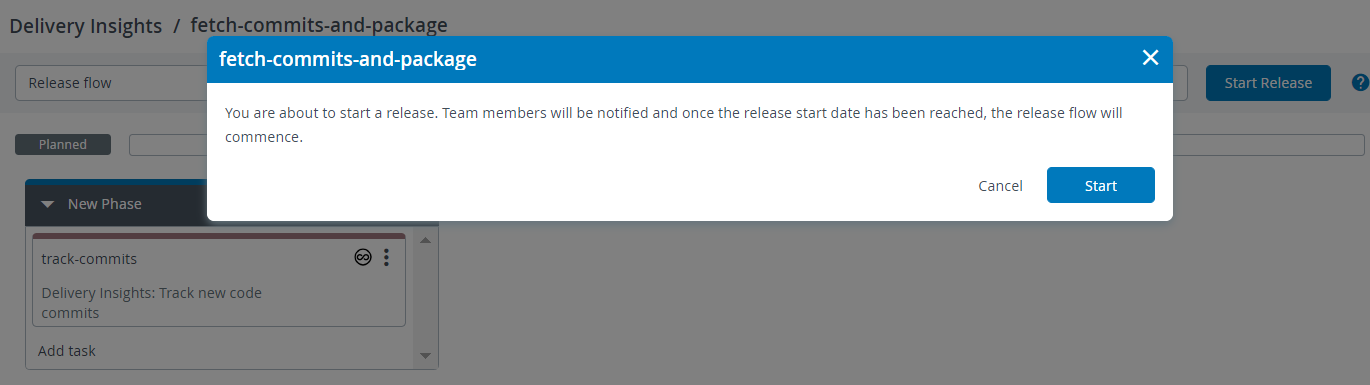 Delivery Insights / fetch-commits-and-package
fetch-commits-and-package
Release flow
Start Release
You are about to start a release. Team members will be notified and once the release start date has been reached, the release flow will
commence.
Planned
Cancel
Start
New Phase
track-commits
Delivery Insights: Track new code
commits
Add task